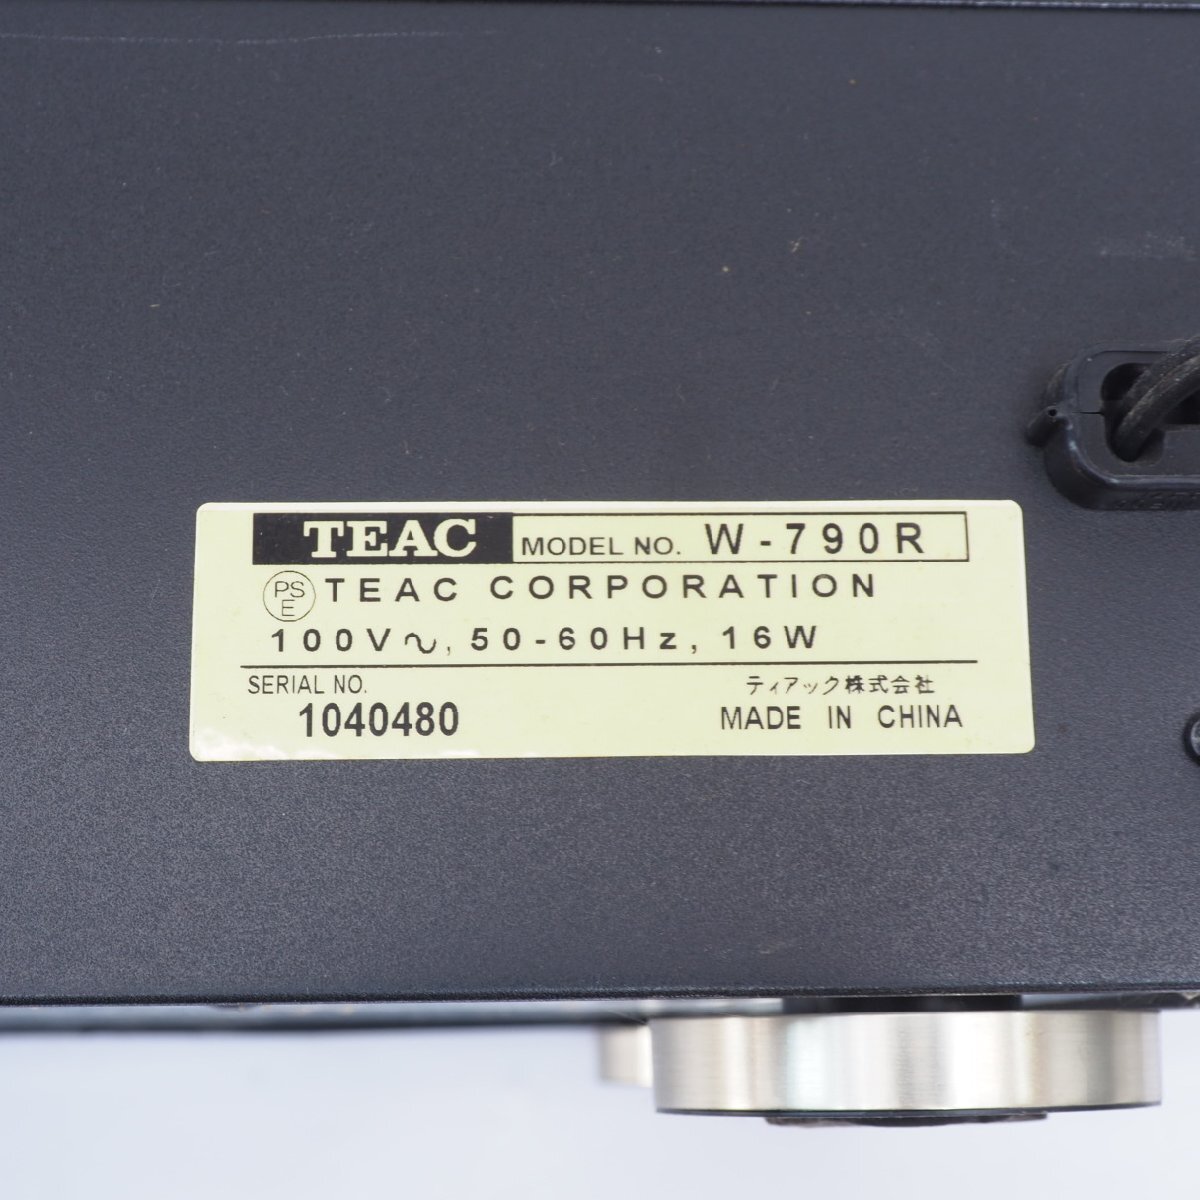 TEAC MODEL NO. W-790R
PSE TEAC CORPORATION
100V~, 50-60Hz, 16W
SERIAL NO. ティアック株式会社
1040480 MADE IN CHINA